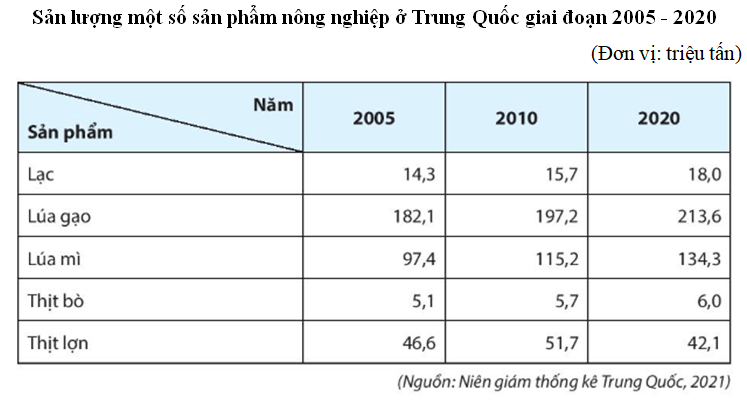 Sản lượng một số sản phẩm nông nghiệp ở Trung Quốc giai đoạn 2005 - 2020
(Đơn vị: triệu tấn)
Năm
Sản phẩm
2005 2010 2020
Lạc 14,3 15,7 18,0
Lúa gạo 182,1 197,2 213,6
Lúa mì 97,4 115,2 134,3
Thịt bò 5,1 5,7 6,0
Thịt lợn 46,6 51,7 42,1
(Nguồn: Niên giám thống kê Trung Quốc, 2021)